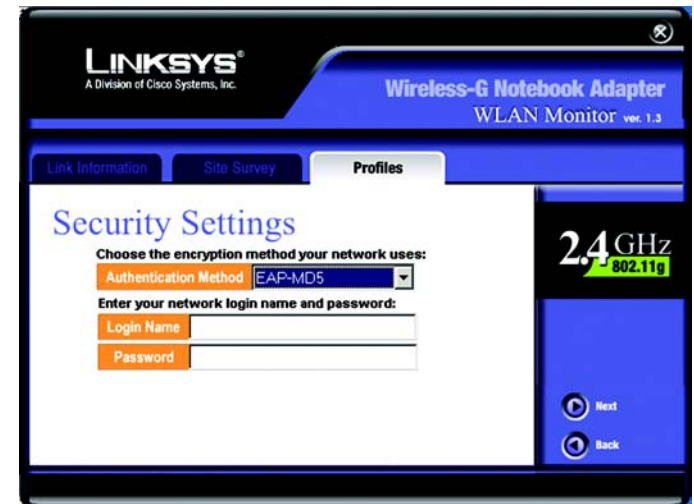 LINKSYS®
A Division of Cisco Systems, Inc.
Wireless-G Notebook Adapter
WLAN Monitor ver. 1.3
Link Information
Site Survey
Profiles
Security Settings
Choose the encryption method your network uses:
Authentication Method EAP-MD5
Enter your network login name and password:
Login Name
Password
2.4 GHz
802.11g
Next
Back